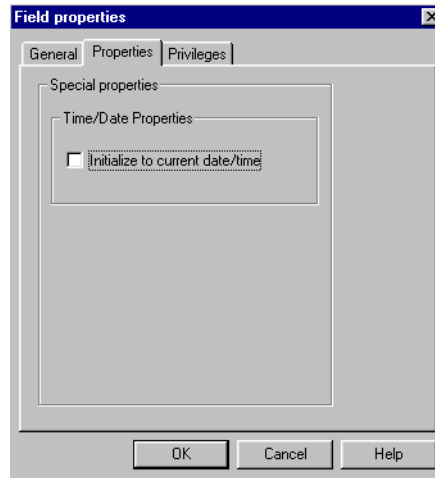 Field properties
General Properties Privileges
Special properties
Time/Date Properties
Initialize to current date/time
OK Cancel Help